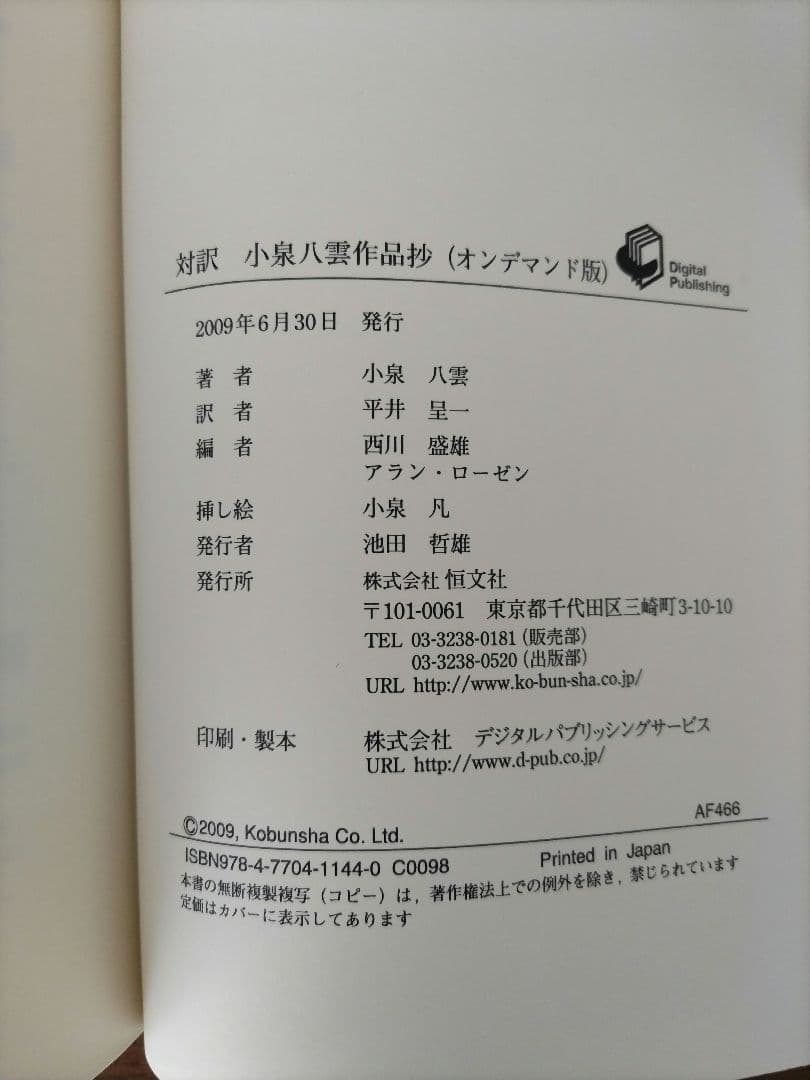 対訳　小泉八雲作品抄（オンデマンド版）
Digital
Publishing
2009年6月30日　発行
著　者　小泉　八雲
訳　者　平井　呈一
編　者　西川　盛雄
アラン・ローゼン
挿し絵　小泉　凡
発行者　池田　哲雄
発行所　株式会社 恒文社
〒101-0061　東京都千代田区三崎町3-10-10
TEL 03-3238-0181（販売部）
03-3238-0520（出版部）
URL http://www.ko-bun-sha.co.jp/
印刷・製本　株式会社　デジタルパブリッシングサービス
URL http://www.d-pub.co.jp/
AF466
©2009, Kobunsha Co. Ltd.
ISBN978-4-7704-1144-0 C0098　Printed in Japan
本書の無断複製複写（コピー）は，著作権法上での例外を除き，禁じられています
定価はカバーに表示してあります